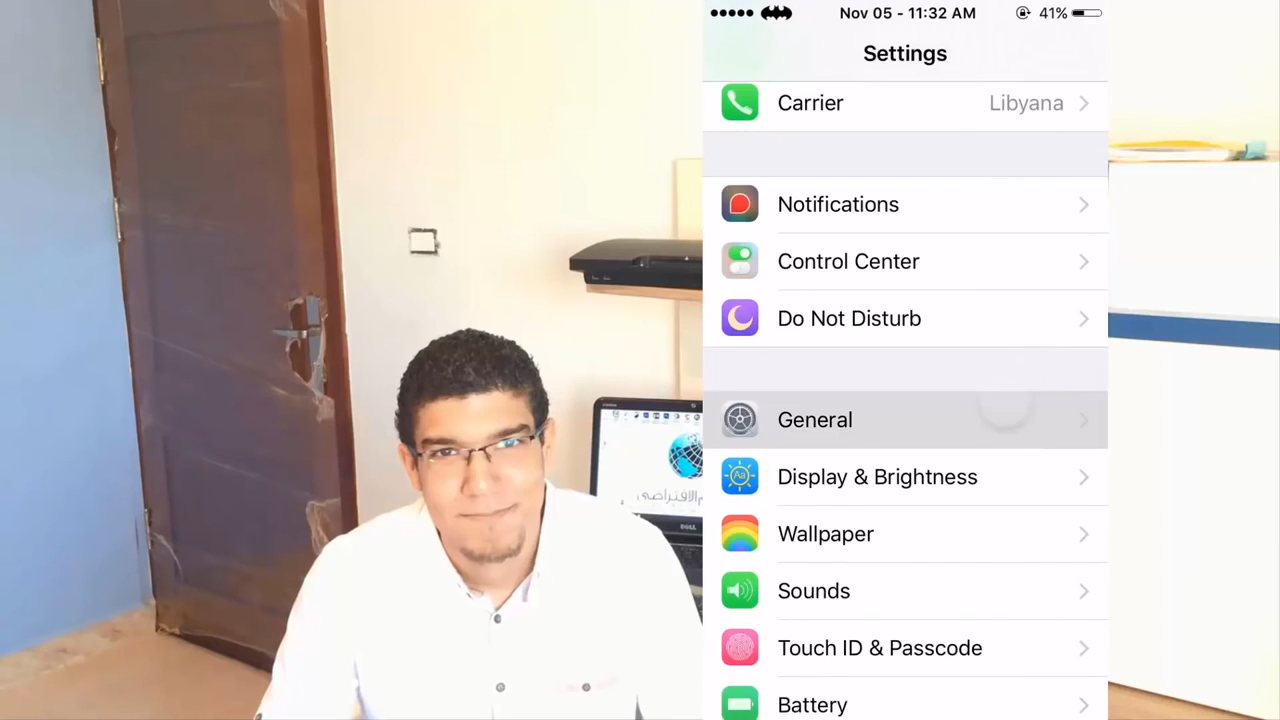 Nov 05 - 11:32 AM
41%
Settings
Carrier
Libyana
Notifications
Control Center
Do Not Disturb
General
Display & Brightness
Wallpaper
Sounds
Touch ID & Passcode
Battery
DELL